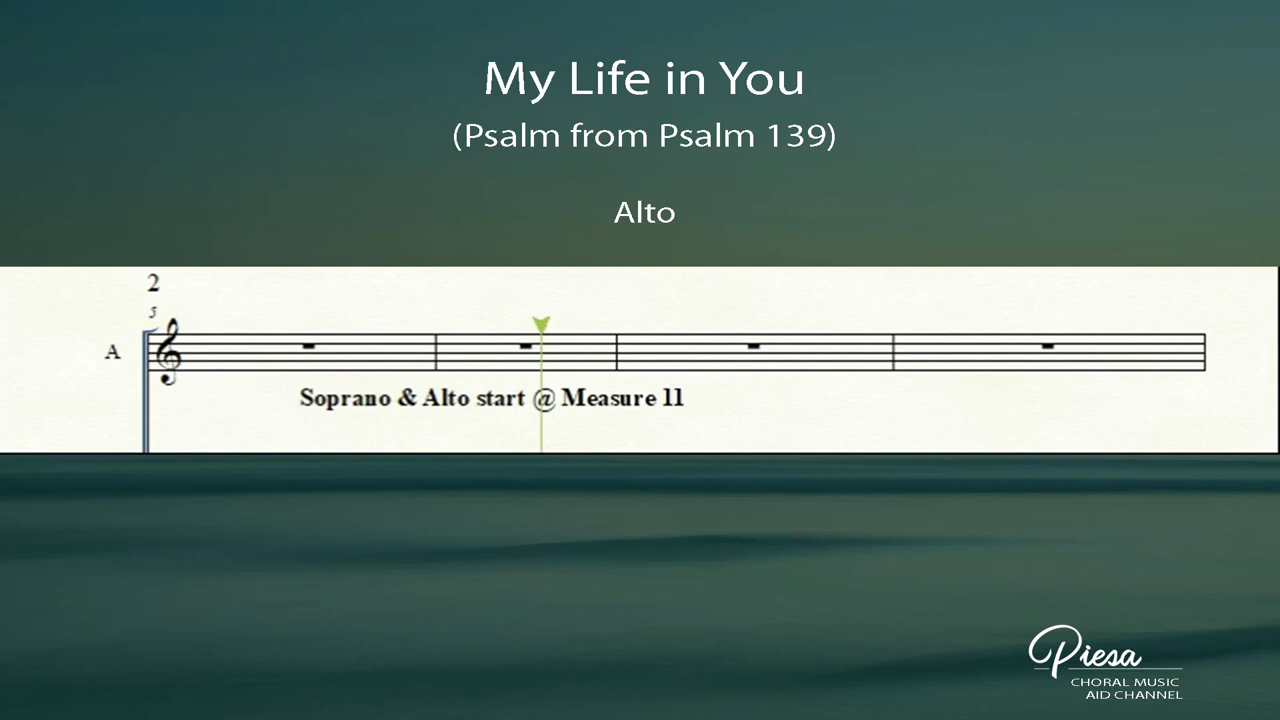 My Life in You
(Psalm from Psalm 139)
Alto
2
5
A
Soprano & Alto start @ Measure 11
Piesa
CHORAL MUSIC
AID CHANNEL